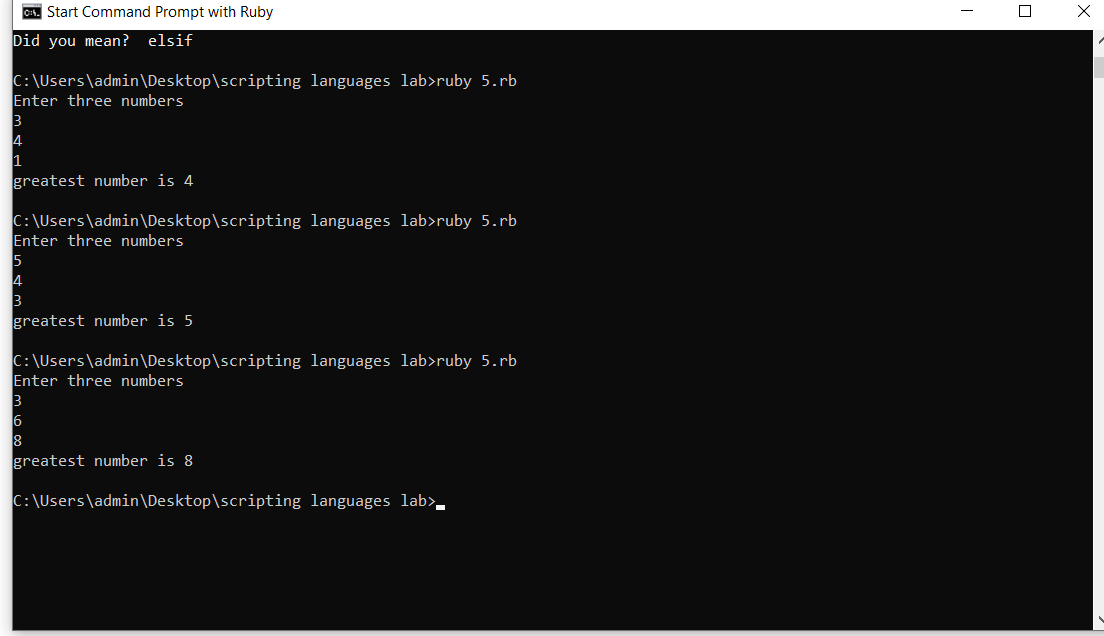 Start Command Prompt with Ruby
Did you mean?  elsif
C:\Users\admin\Desktop\scripting languages lab>ruby 5.rb
Enter three numbers
3
4
1
greatest number is 4
C:\Users\admin\Desktop\scripting languages lab>ruby 5.rb
Enter three numbers
5
4
3
greatest number is 5
C:\Users\admin\Desktop\scripting languages lab>ruby 5.rb
Enter three numbers
3
6
8
greatest number is 8
C:\Users\admin\Desktop\scripting languages lab>